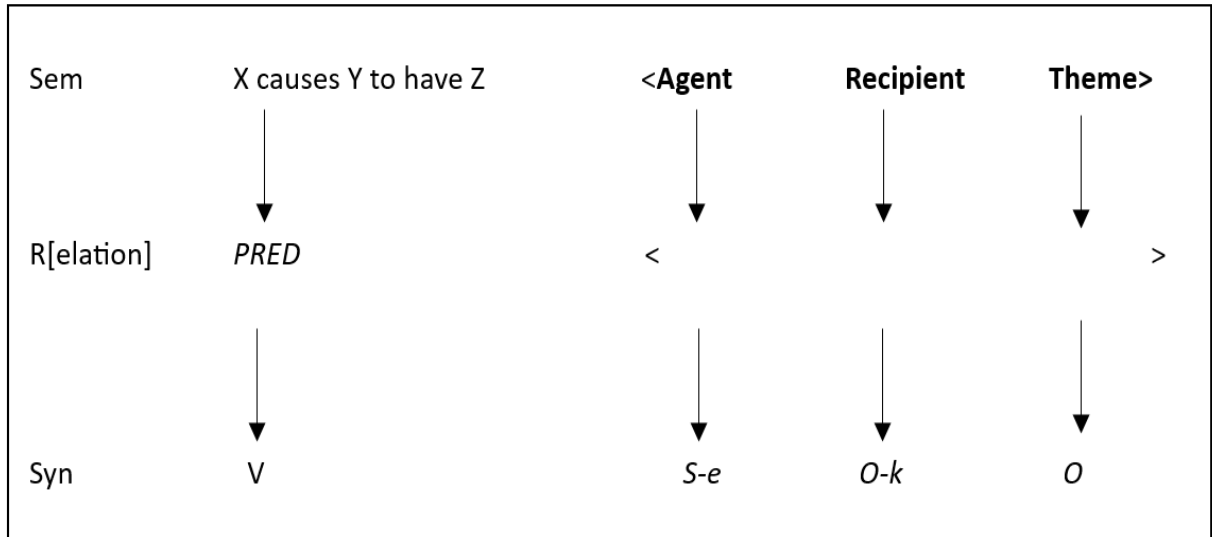 Sem X causes Y to have Z <Agent Recipient Theme>
R[elation] PRED < >
Syn V S-e O-k O